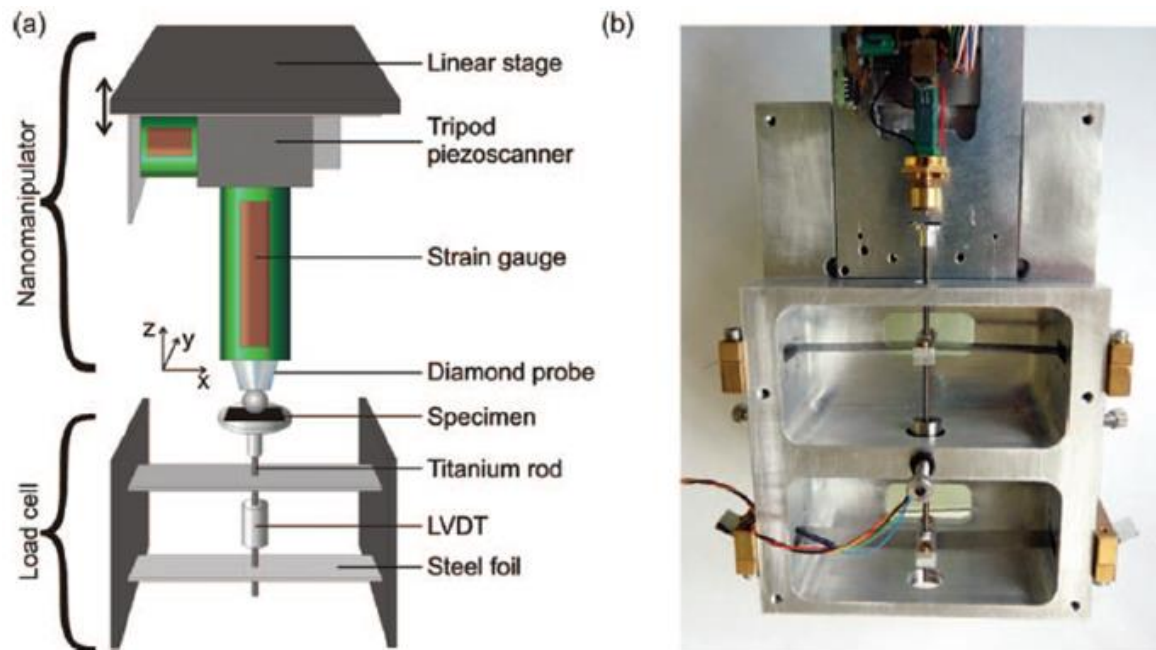 (a)
Linear stage
Tripod
piezoscanner
Nanomanipulator
Strain gauge
z
y
x
Diamond probe
Specimen
Titanium rod
Load cell
LVDT
Steel foil
(b)